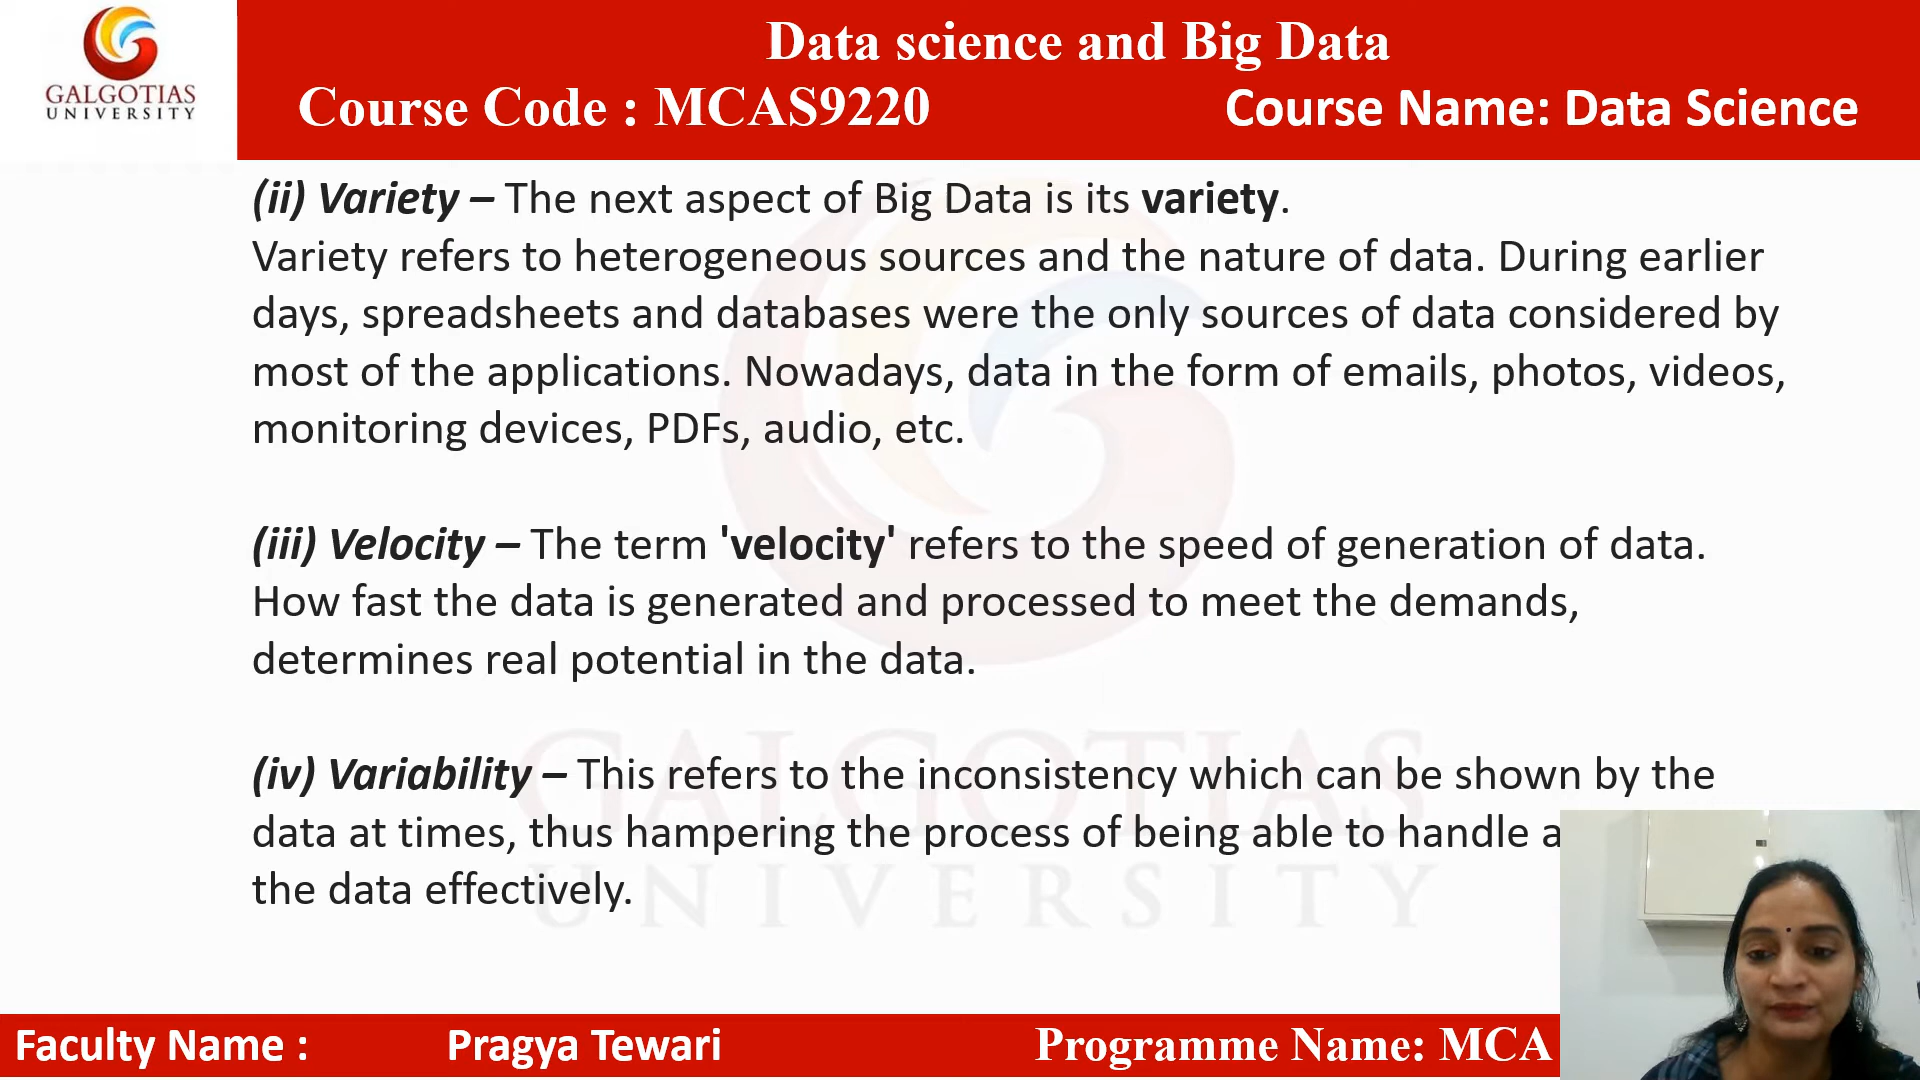 GALGOTIAS
UNIVERSITY
Data science and Big Data
Course Code : MCAS9220
Course Name: Data Science
(ii) Variety – The next aspect of Big Data is its variety.
Variety refers to heterogeneous sources and the nature of data. During earlier
days, spreadsheets and databases were the only sources of data considered by
most of the applications. Nowadays, data in the form of emails, photos, videos,
monitoring devices, PDFs, audio, etc.
(iii) Velocity – The term 'velocity' refers to the speed of generation of data.
How fast the data is generated and processed to meet the demands,
determines real potential in the data.
(iv) Variability – This refers to the inconsistency which can be shown by the
data at times, thus hampering the process of being able to handle
the data effectively.
GALGOTIAS
UNIVERSITY
Faculty Name :
Pragya Tewari
Programme Name: MCA